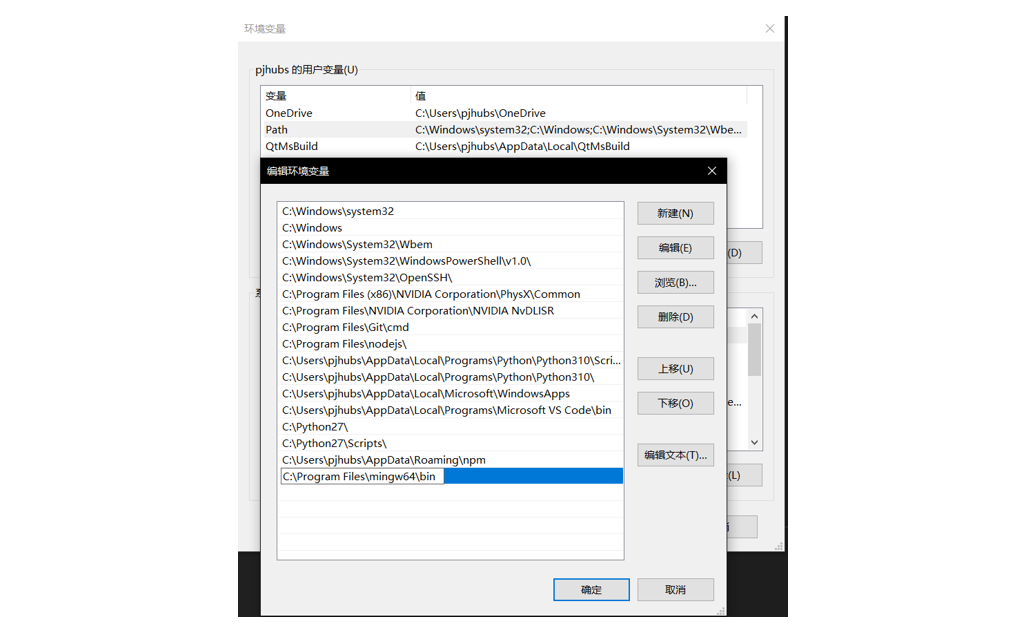 环境变量
pjhubs 的用户变量(U)
变量 值
OneDrive C:\Users\pjhubs\OneDrive
Path C:\Windows\system32;C:\Windows;C:\Windows\System32\Wbe...
QtMsBuild C:\Users\pjhubs\AppData\Local\QtMsBuild
编辑环境变量
C:\Windows\system32
C:\Windows
C:\Windows\System32\Wbem
C:\Windows\System32\WindowsPowerShell\v1.0\
C:\Windows\System32\OpenSSH\
C:\Program Files (x86)\NVIDIA Corporation\PhysX\Common
C:\Program Files\NVIDIA Corporation\NVIDIA NvDLISR
C:\Program Files\Git\cmd
C:\Program Files\nodejs\
C:\Users\pjhubs\AppData\Local\Programs\Python\Python310\Scri...
C:\Users\pjhubs\AppData\Local\Programs\Python\Python310\
C:\Users\pjhubs\AppData\Local\Microsoft\WindowsApps
C:\Users\pjhubs\AppData\Local\Programs\Microsoft VS Code\bin
C:\Python27\
C:\Python27\Scripts\
C:\Users\pjhubs\AppData\Roaming\npm
C:\Program Files\mingw64\bin
新建(N)
编辑(E)
浏览(B)...
删除(D)
上移(U)
下移(O)
编辑文本(T)...
确定
取消
(D)
e...
(L)